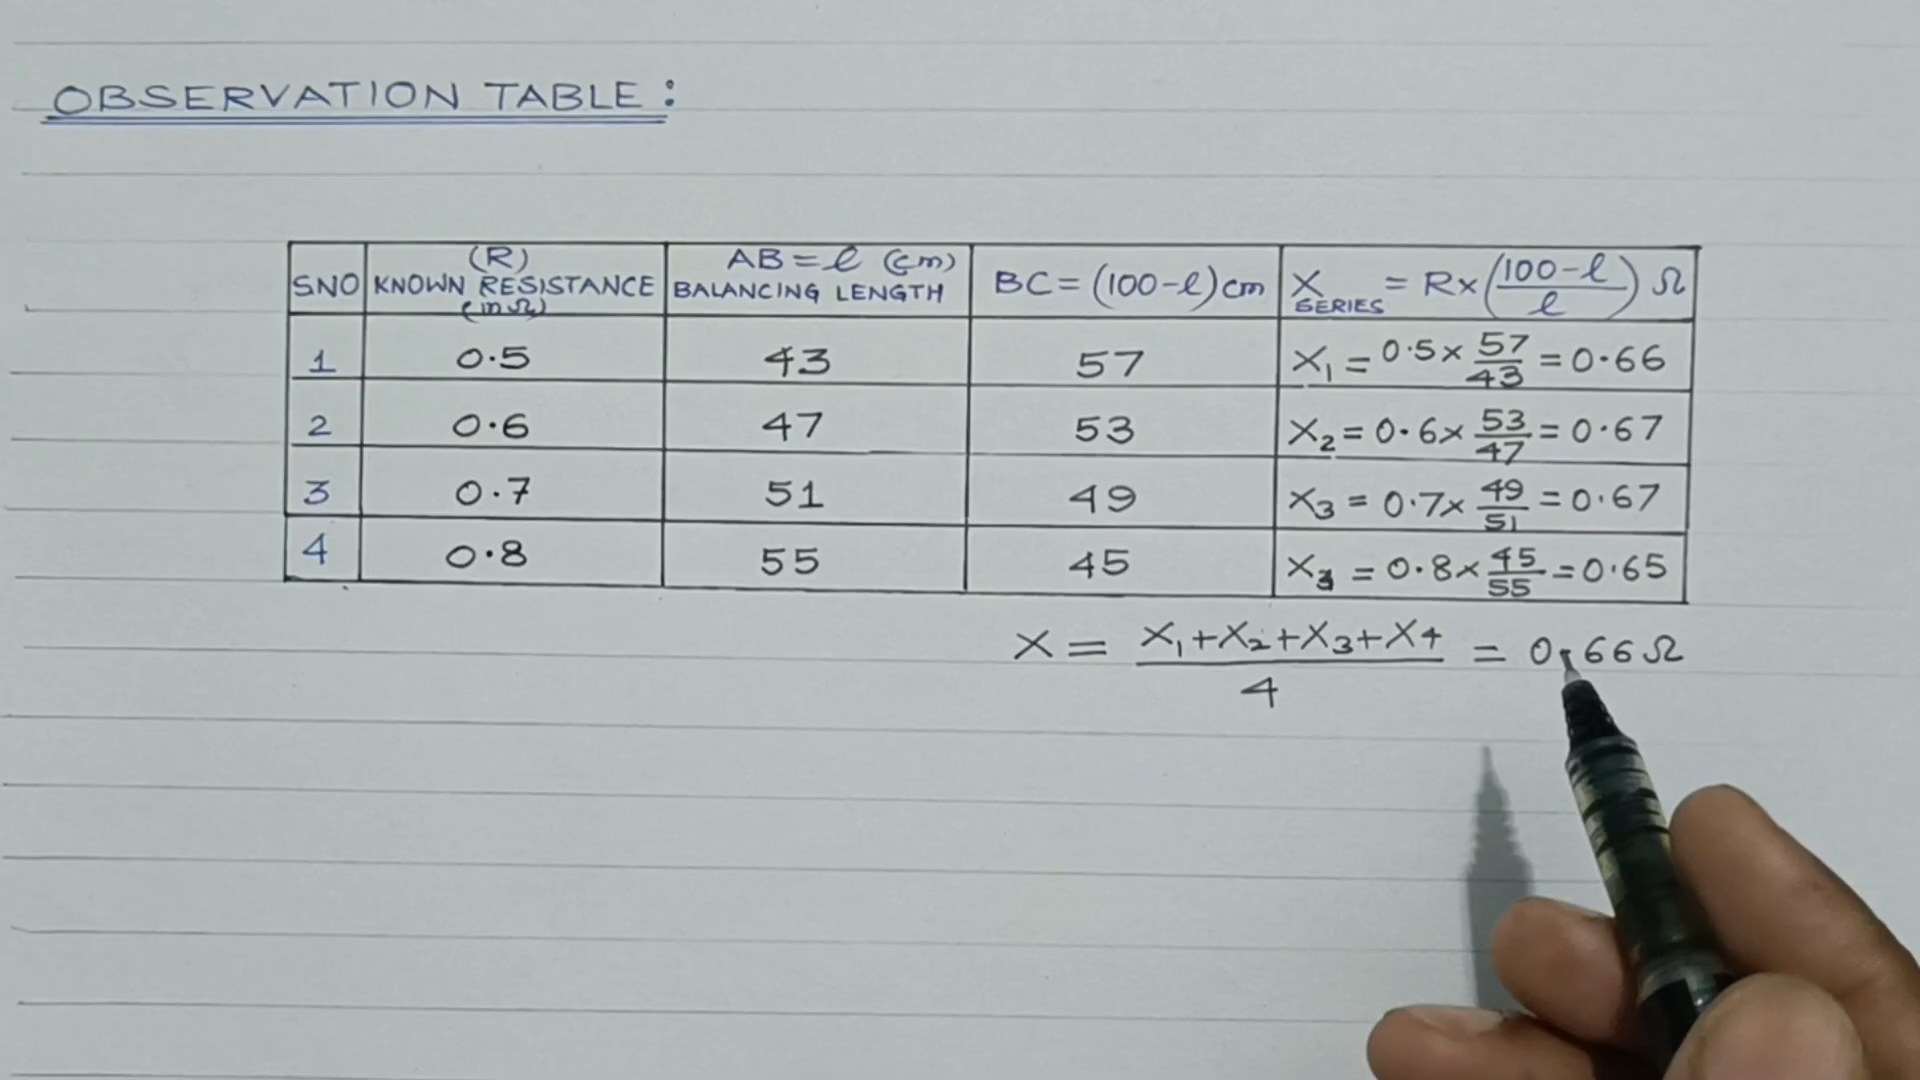 OBSERVATION TABLE :
SNO | (R) KNOWN RESISTANCE (in Ω) | AB = l (cm) BALANCING LENGTH | BC = (100-l) cm | X SERIES = R× (100-l / l) Ω
1 | 0.5 | 43 | 57 | X₁ = 0.5 × 57/43 = 0.66
2 | 0.6 | 47 | 53 | X₂ = 0.6 × 53/47 = 0.67
3 | 0.7 | 51 | 49 | X₃ = 0.7 × 49/51 = 0.67
4 | 0.8 | 55 | 45 | X = 0.8 × 45/55 = 0.65
X = X₁+X₂+X₃+X₄ / 4 = 0.66 Ω